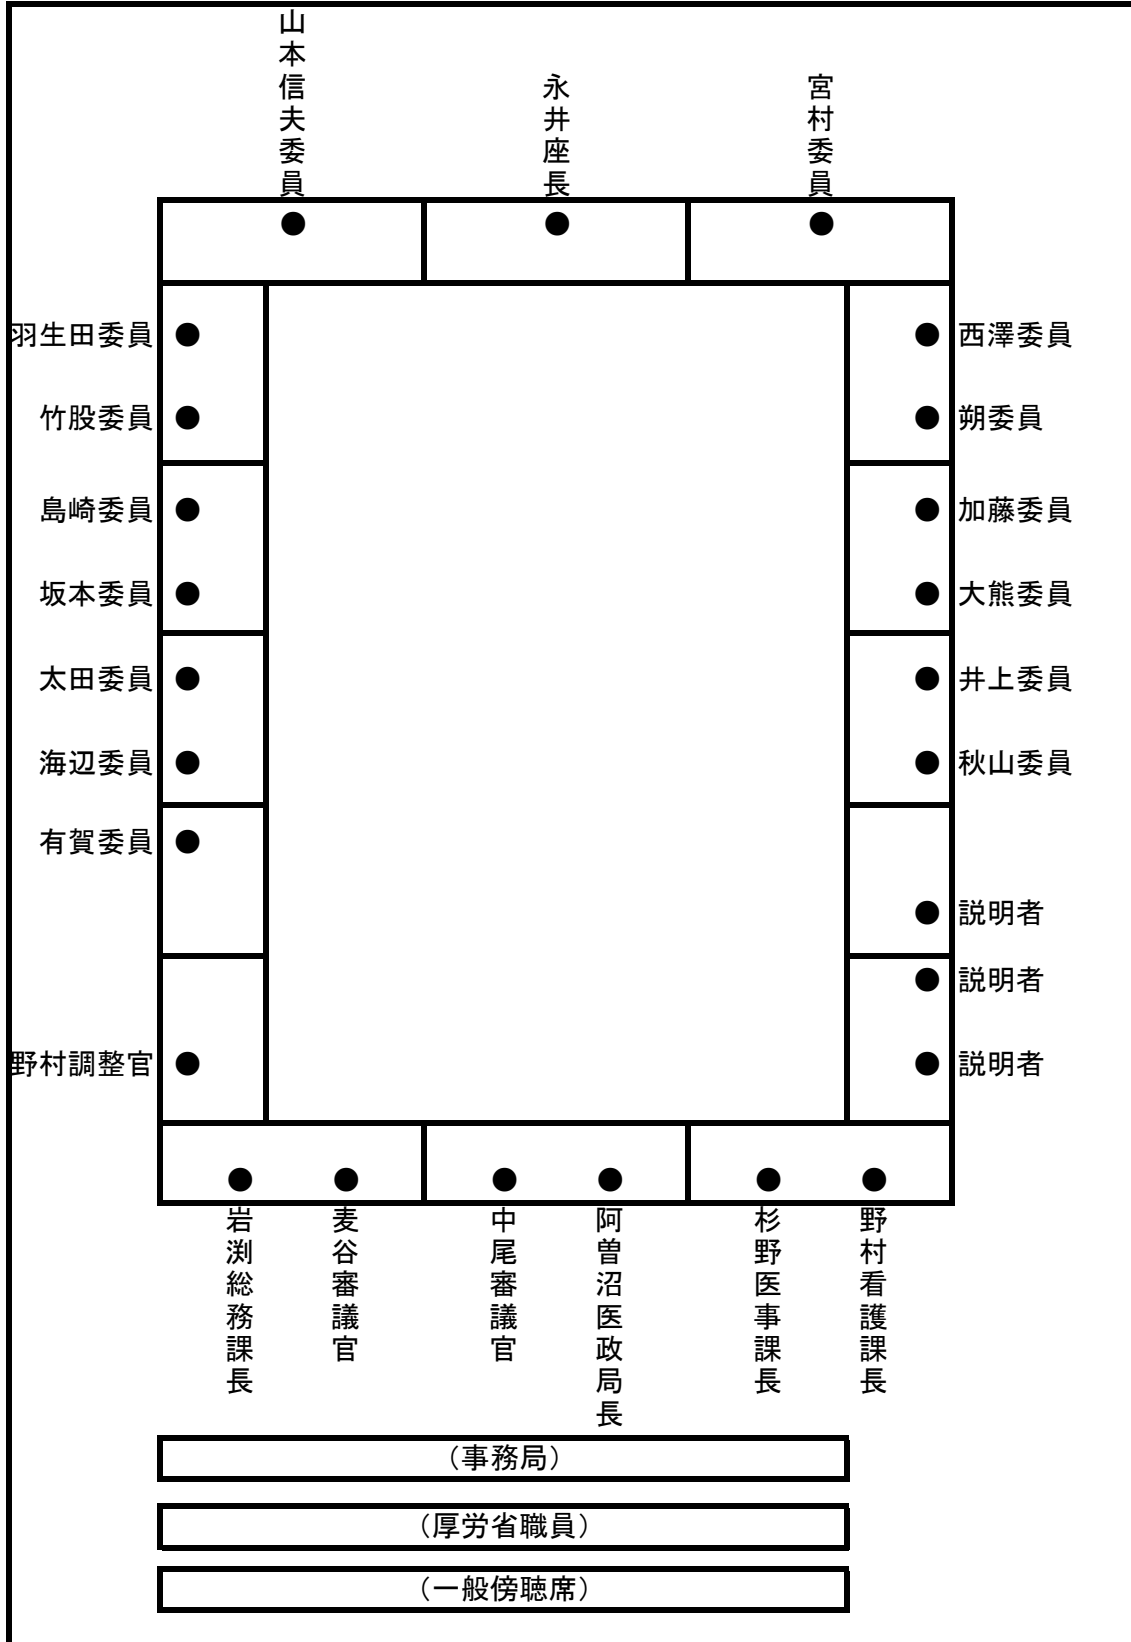 山本信夫委員
永井座長
宮村委員
羽生田委員
西澤委員
竹股委員
朔委員
島崎委員
加藤委員
坂本委員
大熊委員
太田委員
井上委員
海辺委員
秋山委員
有賀委員
説明者
説明者
野村調整官
説明者
岩渕総務課長
麦谷審議官
中尾審議官
阿曽沼医政局長
杉野医事課長
野村看護課長
（事務局）
（厚労省職員）
（一般傍聴席）